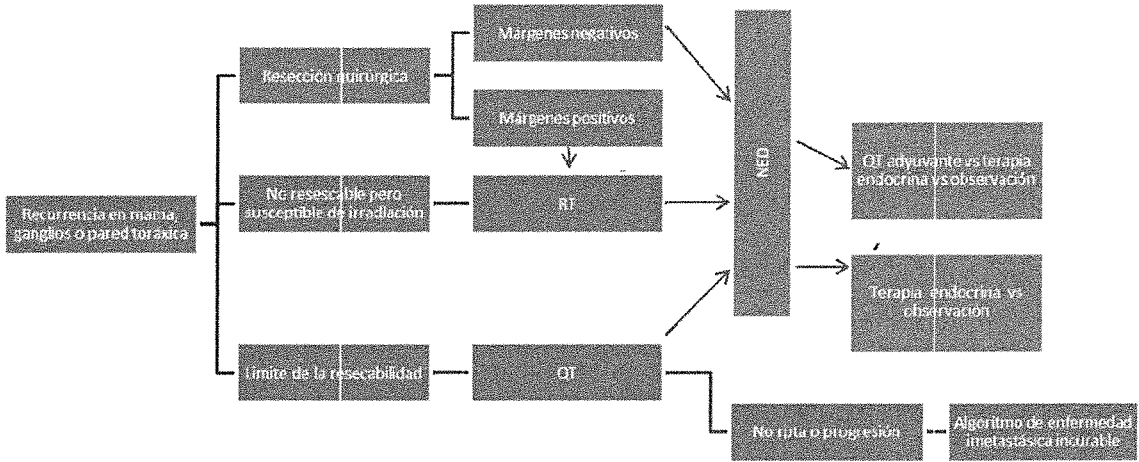 Recurrencia en mama,
ganglios o pared toraxica
Resección quirúrgica
Márgenes negativos
Márgenes positivos
No resescable pero
susceptible de irradiación
RT
Límite de la resecabilidad
QT
NED
QT adyuvante vs terapia
endocrina vs observación
Terapia endocrina vs
observación
No rpta o progresión
Algoritmo de enfermedad
metastásica incurable